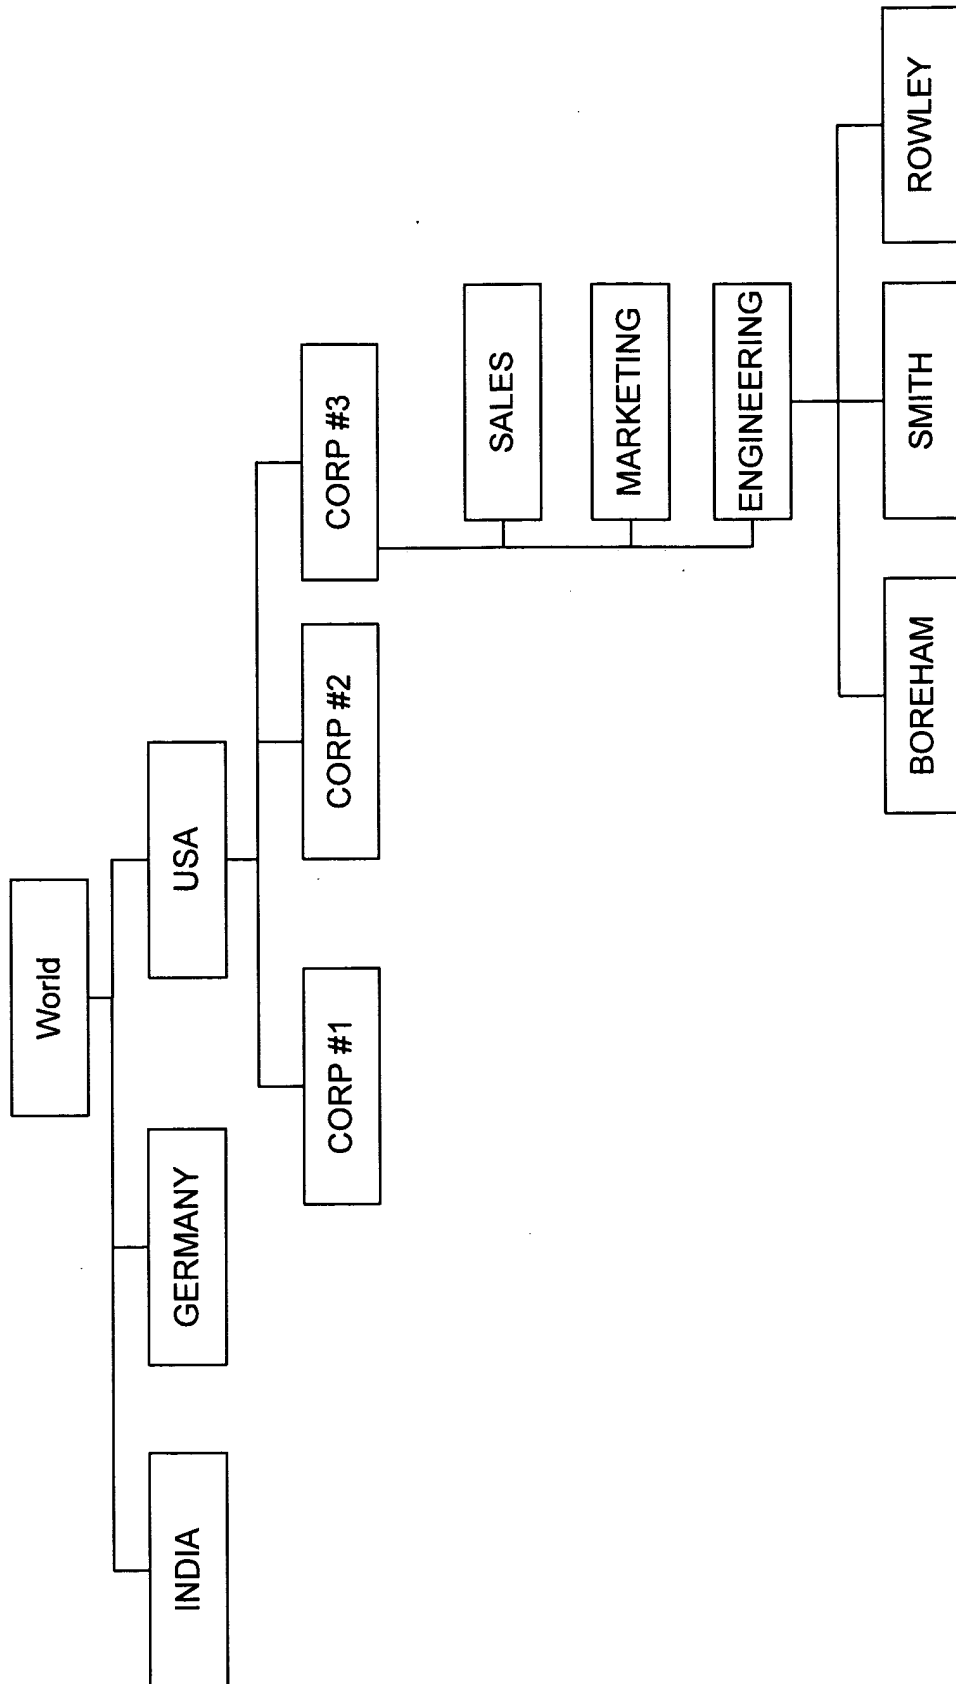 World
INDIA
GERMANY
USA
CORP #1
CORP #2
CORP #3
SALES
MARKETING
ENGINEERING
BOREHAM
SMITH
ROWLEY